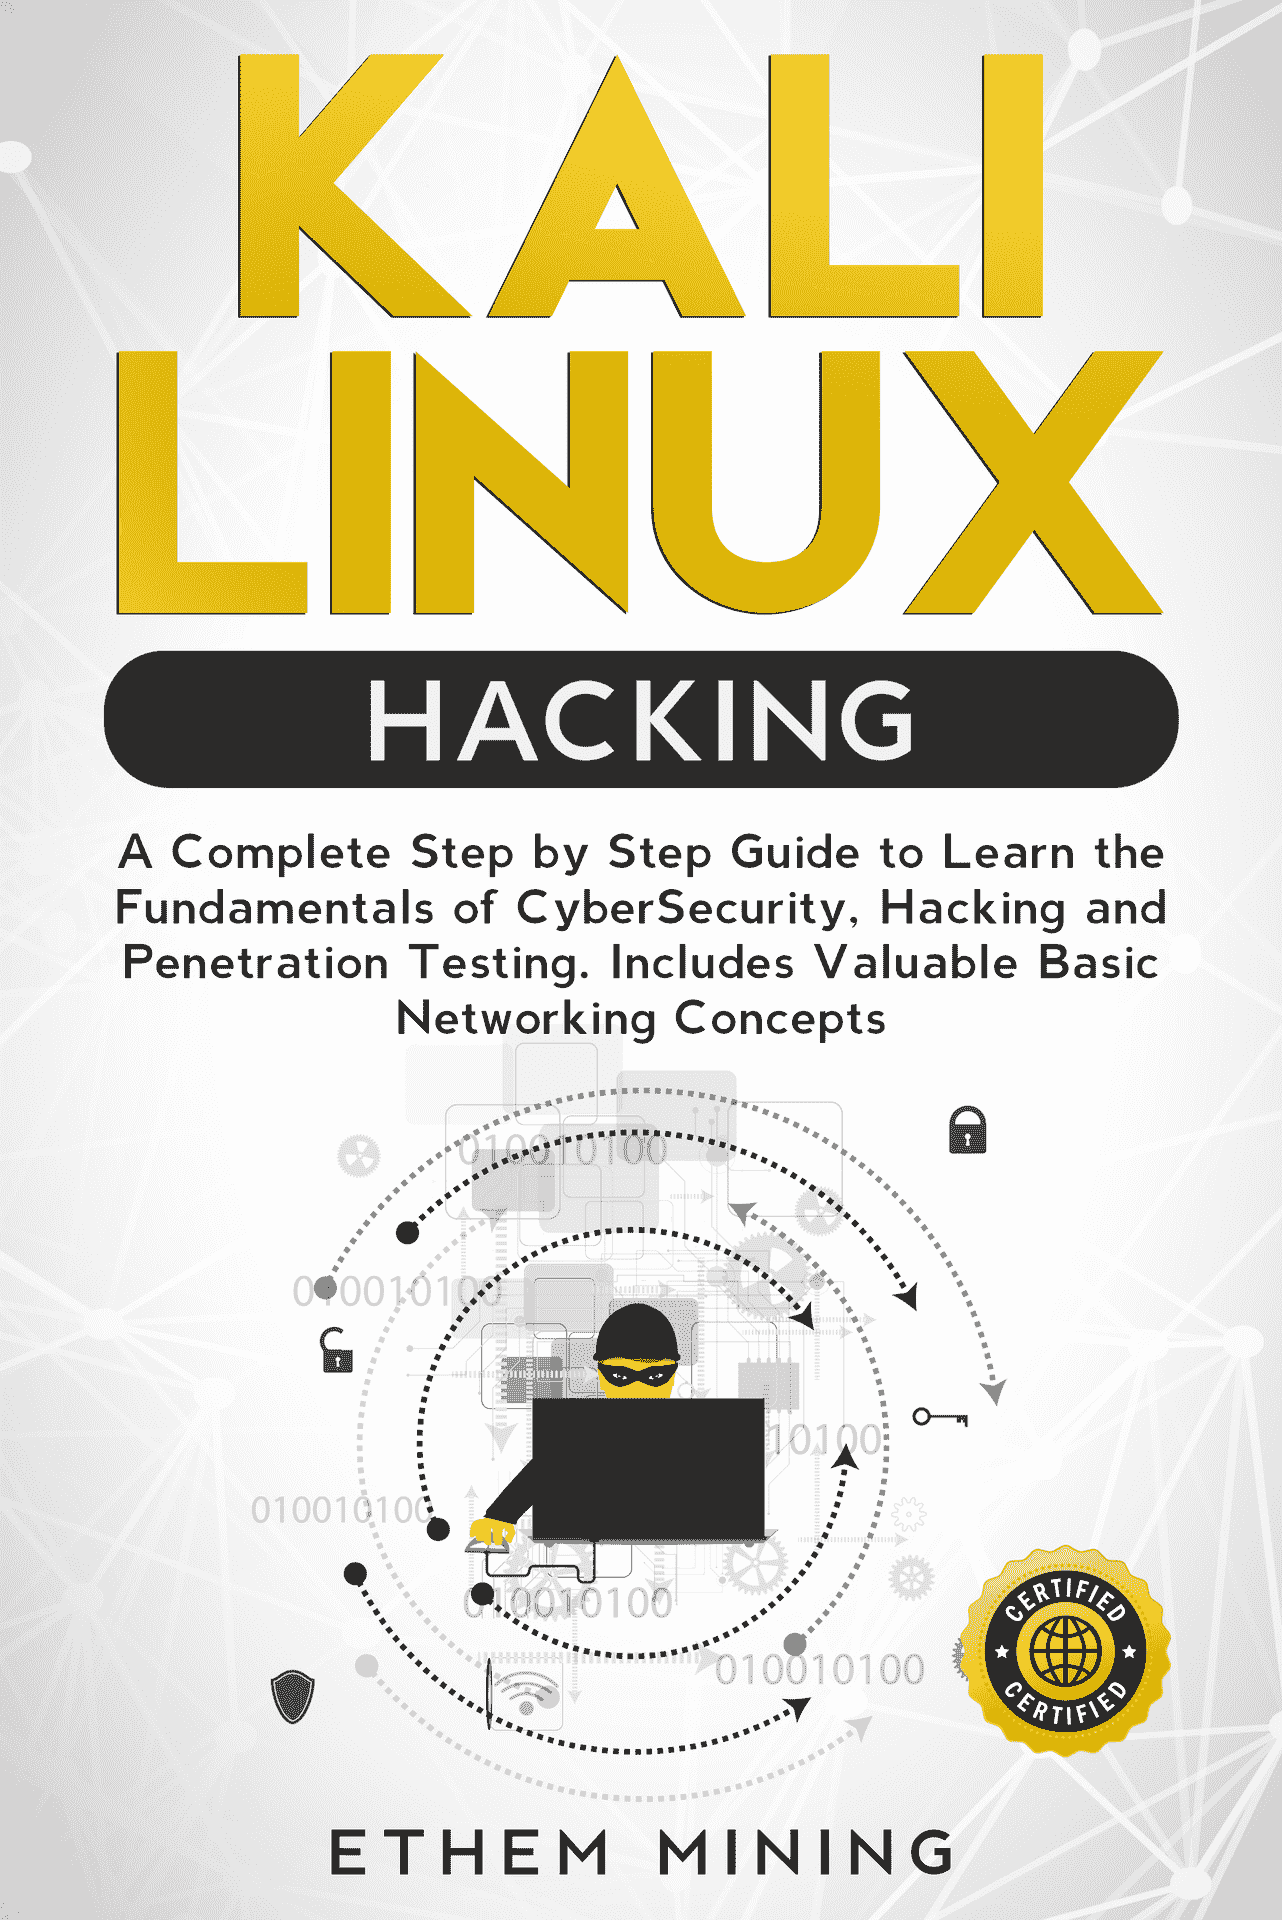 KALI
LINUX
HACKING
A Complete Step by Step Guide to Learn the
Fundamentals of CyberSecurity, Hacking and
Penetration Testing. Includes Valuable Basic
Networking Concepts
010010100
010010100
10100
010010100
010010100
010010100
CERTIFIED
CERTIFIED
ETHEM MINING